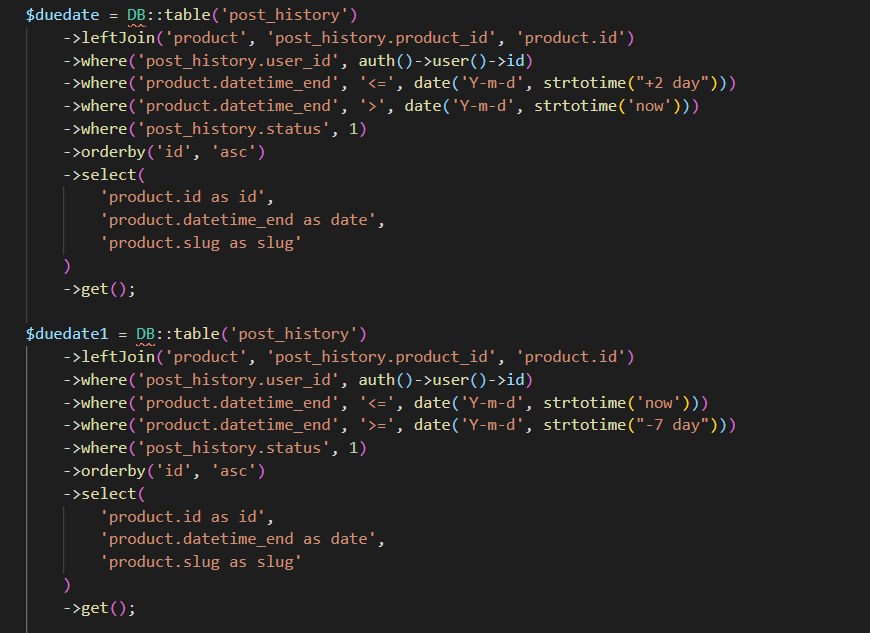 $duedate = DB::table('post_history')
    ->leftJoin('product', 'post_history.product_id', 'product.id')
    ->where('post_history.user_id', auth()->user()->id)
    ->where('product.datetime_end', '<=', date('Y-m-d', strtotime("+2 day")))
    ->where('product.datetime_end', '>', date('Y-m-d', strtotime('now')))
    ->where('post_history.status', 1)
    ->orderby('id', 'asc')
    ->select(
        'product.id as id',
        'product.datetime_end as date',
        'product.slug as slug'
    )
    ->get();

$duedate1 = DB::table('post_history')
    ->leftJoin('product', 'post_history.product_id', 'product.id')
    ->where('post_history.user_id', auth()->user()->id)
    ->where('product.datetime_end', '<=', date('Y-m-d', strtotime('now')))
    ->where('product.datetime_end', '>=', date('Y-m-d', strtotime("-7 day")))
    ->where('post_history.status', 1)
    ->orderby('id', 'asc')
    ->select(
        'product.id as id',
        'product.datetime_end as date',
        'product.slug as slug'
    )
    ->get();